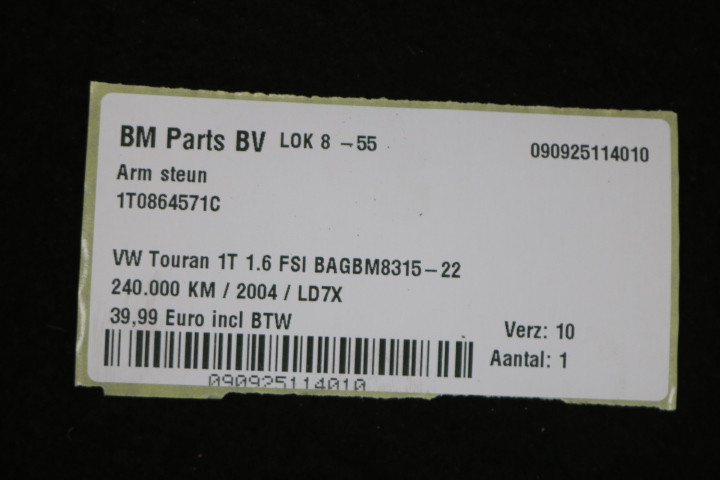 BM Parts BV LOK 8 -55
090925114010
Arm steun
1T0864571C
VW Touran 1T 1.6 FSI BAGBM8315-22
240.000 KM / 2004 / LD7X
39,99 Euro incl BTW
Verz: 10
Aantal: 1
090925114010